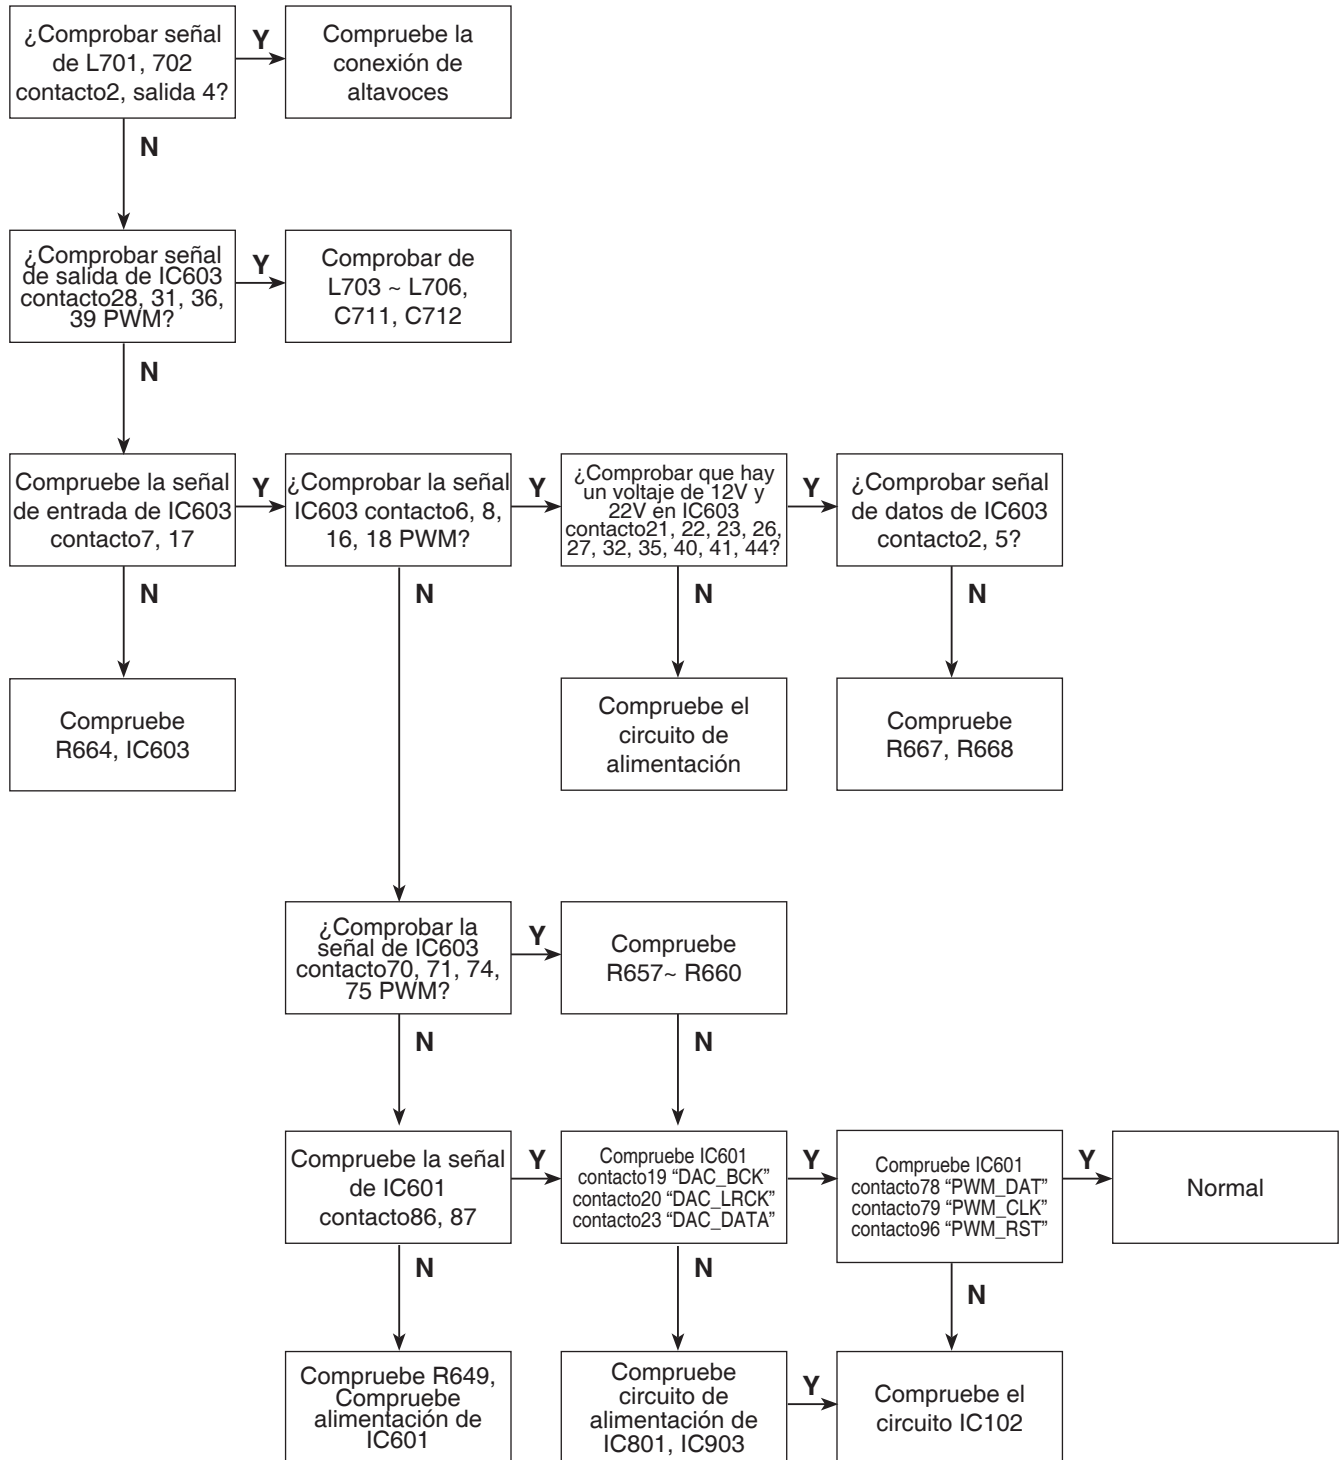 ¿Comprobar señal
de L701, 702
contacto2, salida 4?
Y
Compruebe la
conexión de
altavoces
N
¿Comprobar señal
de salida de IC603
contacto28, 31, 36,
39 PWM?
Y
Comprobar de
L703 ~ L706,
C711, C712
N
Compruebe la señal
de entrada de IC603
contacto7, 17
Y
¿Comprobar la señal
IC603 contacto6, 8,
16, 18 PWM?
Y
¿Comprobar que hay
un voltaje de 12V y
22V en IC603
contacto21, 22, 23, 26,
27, 32, 35, 40, 41, 44?
Y
¿Comprobar señal
de datos de IC603
contacto2, 5?
N
N
N
N
Compruebe
R664, IC603
Compruebe el
circuito de
alimentación
Compruebe
R667, R668
¿Comprobar la
señal de IC603
contacto70, 71, 74,
75 PWM?
Y
Compruebe
R657~ R660
N
N
Compruebe la señal
de IC601
contacto86, 87
Y
Compruebe IC601
contacto19 “DAC_BCK”
contacto20 “DAC_LRCK”
contacto23 “DAC_DATA”
Y
Compruebe IC601
contacto78 “PWM_DAT”
contacto79 “PWM_CLK”
contacto96 “PWM_RST”
Y
Normal
N
N
N
Compruebe R649,
Compruebe
alimentación de
IC601
Compruebe
circuito de
alimentación de
IC801, IC903
Y
Compruebe el
circuito IC102